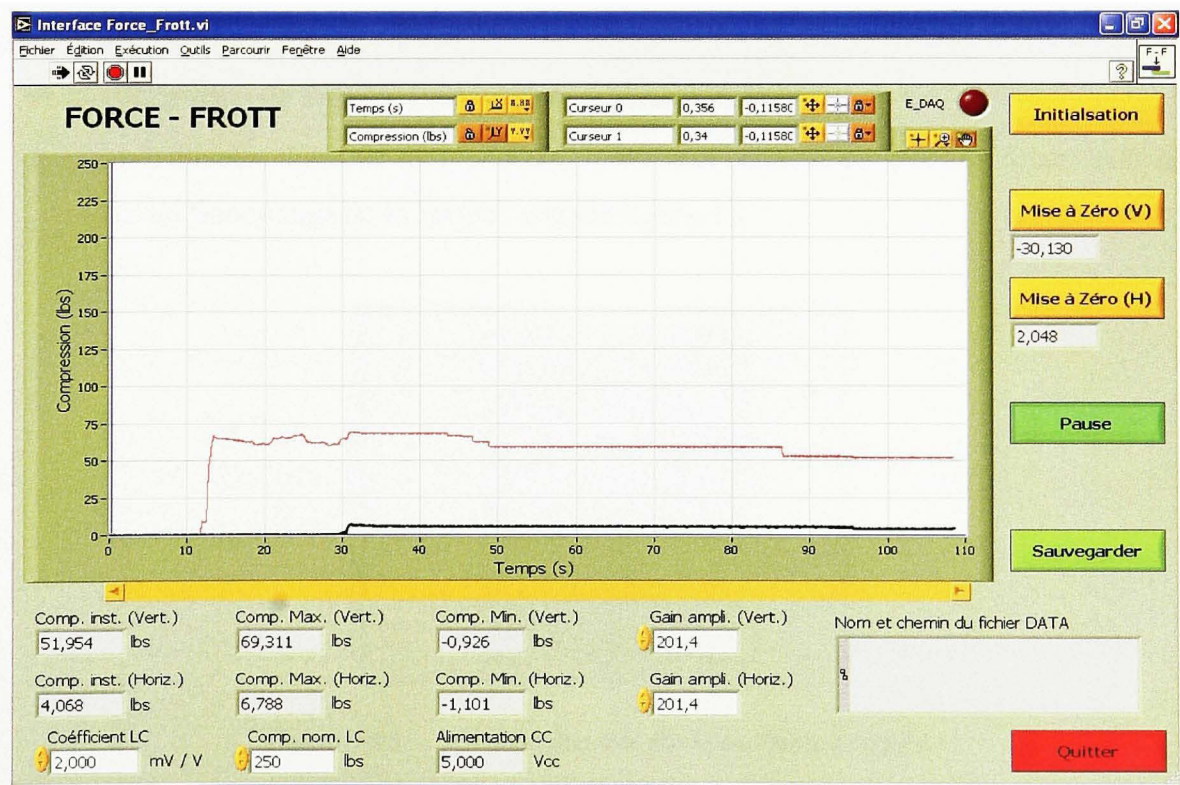 Interface Force_Frott.vi
Fichier Édition Exécution Outils Parcourir Fenêtre Aide
F - F
FORCE - FROTT
Temps (s)
Compression (lbs)
Curseur 0 0,356 -0,1158
Curseur 1 0,34 -0,1158
E_DAQ
Initialsation
Mise à Zéro (V)
-30,130
Mise à Zéro (H)
2,048
Pause
Sauvegarder
Compression (lbs)
250
225
200
175
150
125
100
75
50
25
0
0 10 20 30 40 50 60 70 80 90 100 110
Temps (s)
Comp. inst. (Vert.) Comp. Max. (Vert.) Comp. Min. (Vert.) Gain ampli. (Vert.)
51,954 lbs 69,311 lbs -0,926 lbs 201,4
Nom et chemin du fichier DATA
Comp. inst. (Horiz.) Comp. Max. (Horiz.) Comp. Min. (Horiz.) Gain ampli. (Horiz.)
4,068 lbs 6,788 lbs -1,101 lbs 201,4
Coéfficient LC Comp. nom. LC Alimentation CC
2,000 mV / V 250 lbs 5,000 Vcc
Quitter